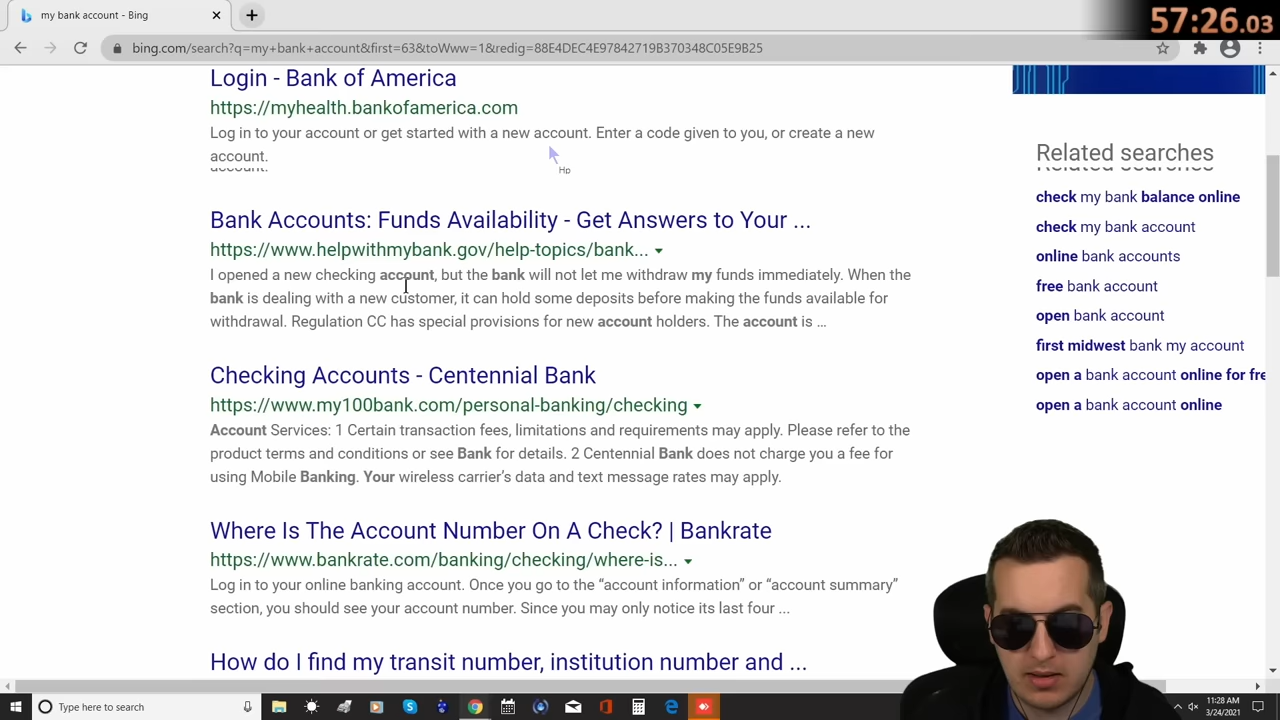 my bank account - Bing
57:26.03
bing.com/search?q=my+bank+account&first=63&toWww=1&redig=88E4DEC4E97842719B370348C05E9B25
Login - Bank of America
https://myhealth.bankofamerica.com
Log in to your account or get started with a new account. Enter a code given to you, or create a new
account.
account.
Hp
Bank Accounts: Funds Availability - Get Answers to Your ...
https://www.helpwithmybank.gov/help-topics/bank...
I opened a new checking account, but the bank will not let me withdraw my funds immediately. When the
bank is dealing with a new customer, it can hold some deposits before making the funds available for
withdrawal. Regulation CC has special provisions for new account holders. The account is ...
Checking Accounts - Centennial Bank
https://www.my100bank.com/personal-banking/checking
Account Services: 1 Certain transaction fees, limitations and requirements may apply. Please refer to the
product terms and conditions or see Bank for details. 2 Centennial Bank does not charge you a fee for
using Mobile Banking. Your wireless carrier’s data and text message rates may apply.
Where Is The Account Number On A Check? | Bankrate
https://www.bankrate.com/banking/checking/where-is...
Log in to your online banking account. Once you go to the “account information” or “account summary”
section, you should see your account number. Since you may only notice its last four ...
How do I find my transit number, institution number and ...
Related searches
Related searches
check my bank balance online
check my bank account
online bank accounts
free bank account
open bank account
first midwest bank my account
open a bank account online for fre
open a bank account online
Type here to search
11:28 AM
3/24/2021